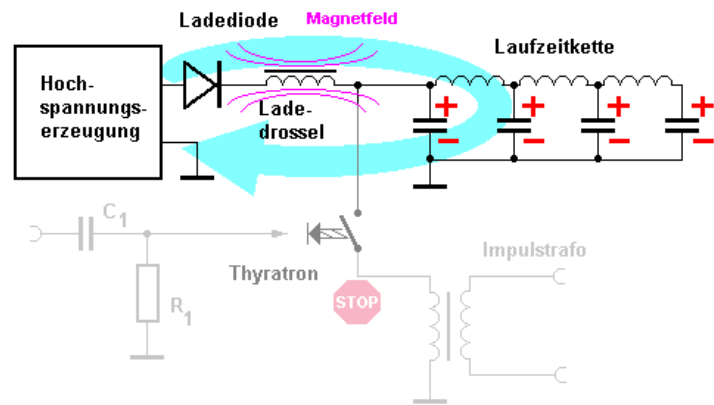 Ladediode
Magnetfeld
Laufzeitkette
Hoch-
spannungs-
erzeugung
Lade-
drossel
+
+
+
+
−
−
−
−
C1
Thyratron
Impulstrafo
R1
STOP